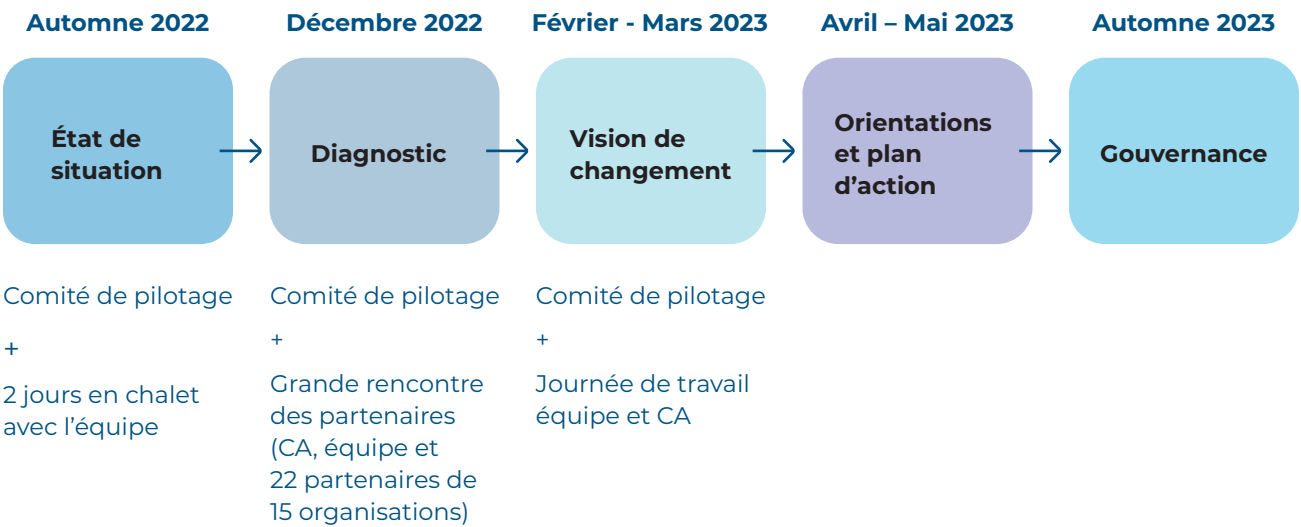 Automne 2022
Décembre 2022
Février - Mars 2023
Avril – Mai 2023
Automne 2023
État de
situation
Diagnostic
Vision de
changement
Orientations
et plan
d’action
Gouvernance
Comité de pilotage
+
2 jours en chalet
avec l’équipe
Comité de pilotage
+
Grande rencontre
des partenaires
(CA, équipe et
22 partenaires de
15 organisations)
Comité de pilotage
+
Journée de travail
équipe et CA